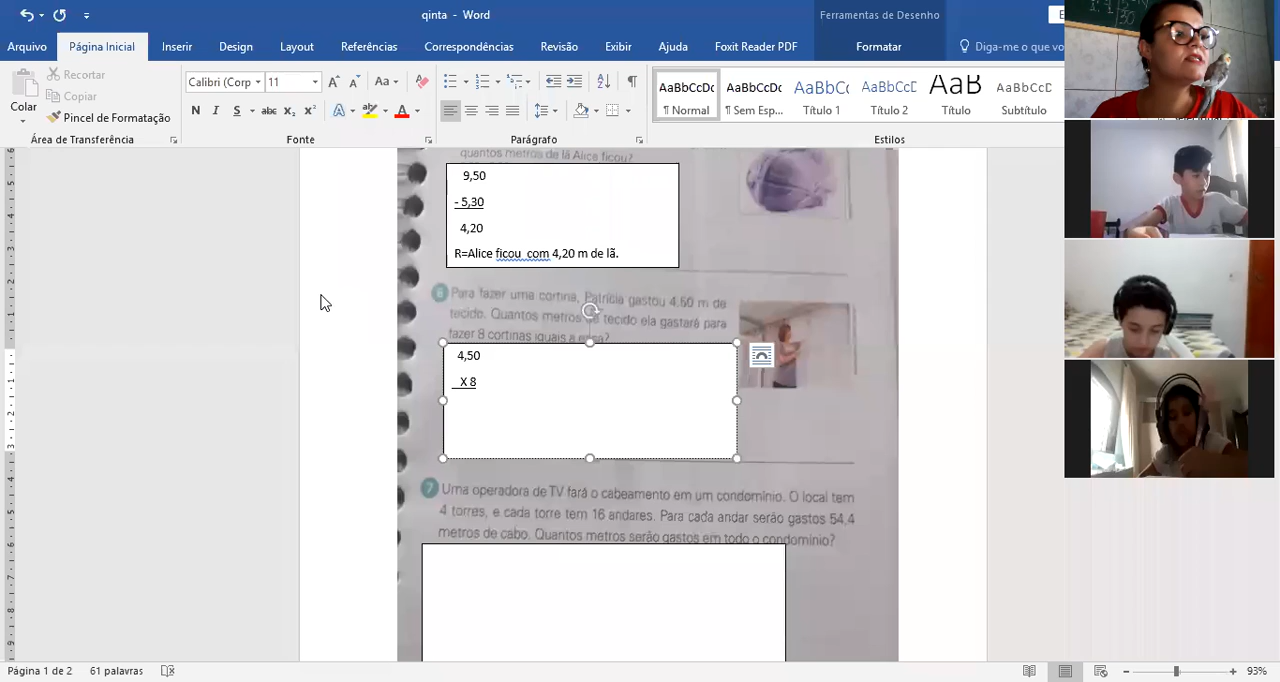 qinta - Word
Ferramentas de Desenho
Arquivo Página Inicial Inserir Design Layout Referências Correspondências Revisão Exibir Ajuda Foxit Reader PDF Formatar Diga-me o que vo
Colar
Recortar
Copiar
Pincel de Formatação
Área de Transferência
Calibri (Corp 11
N I S abc x₂ x²
Fonte
Parágrafo
AaBbCcDc AaBbCcDc AaBbCc AaBbCcD AaB AaBbCcD
¶ Normal ¶ Sem Esp... Título 1 Título 2 Título Subtítulo
Estilos
quantos metros de lã Alice ficou?
9,50
- 5,30
4,20
R=Alice ficou com 4,20 m de lã.
6 Para fazer uma cortina, Patrícia gastou 4,60 m de
tecido. Quantos metros de tecido ela gastará para
fazer 8 cortinas iguais a essa?
4,50
X 8
7 Uma operadora de TV fará o cabeamento em um condomínio. O local tem
4 torres, e cada torre tem 16 andares. Para cada andar serão gastos 54,4
metros de cabo. Quantos metros serão gastos em todo o condomínio?
Página 1 de 2 61 palavras
93%